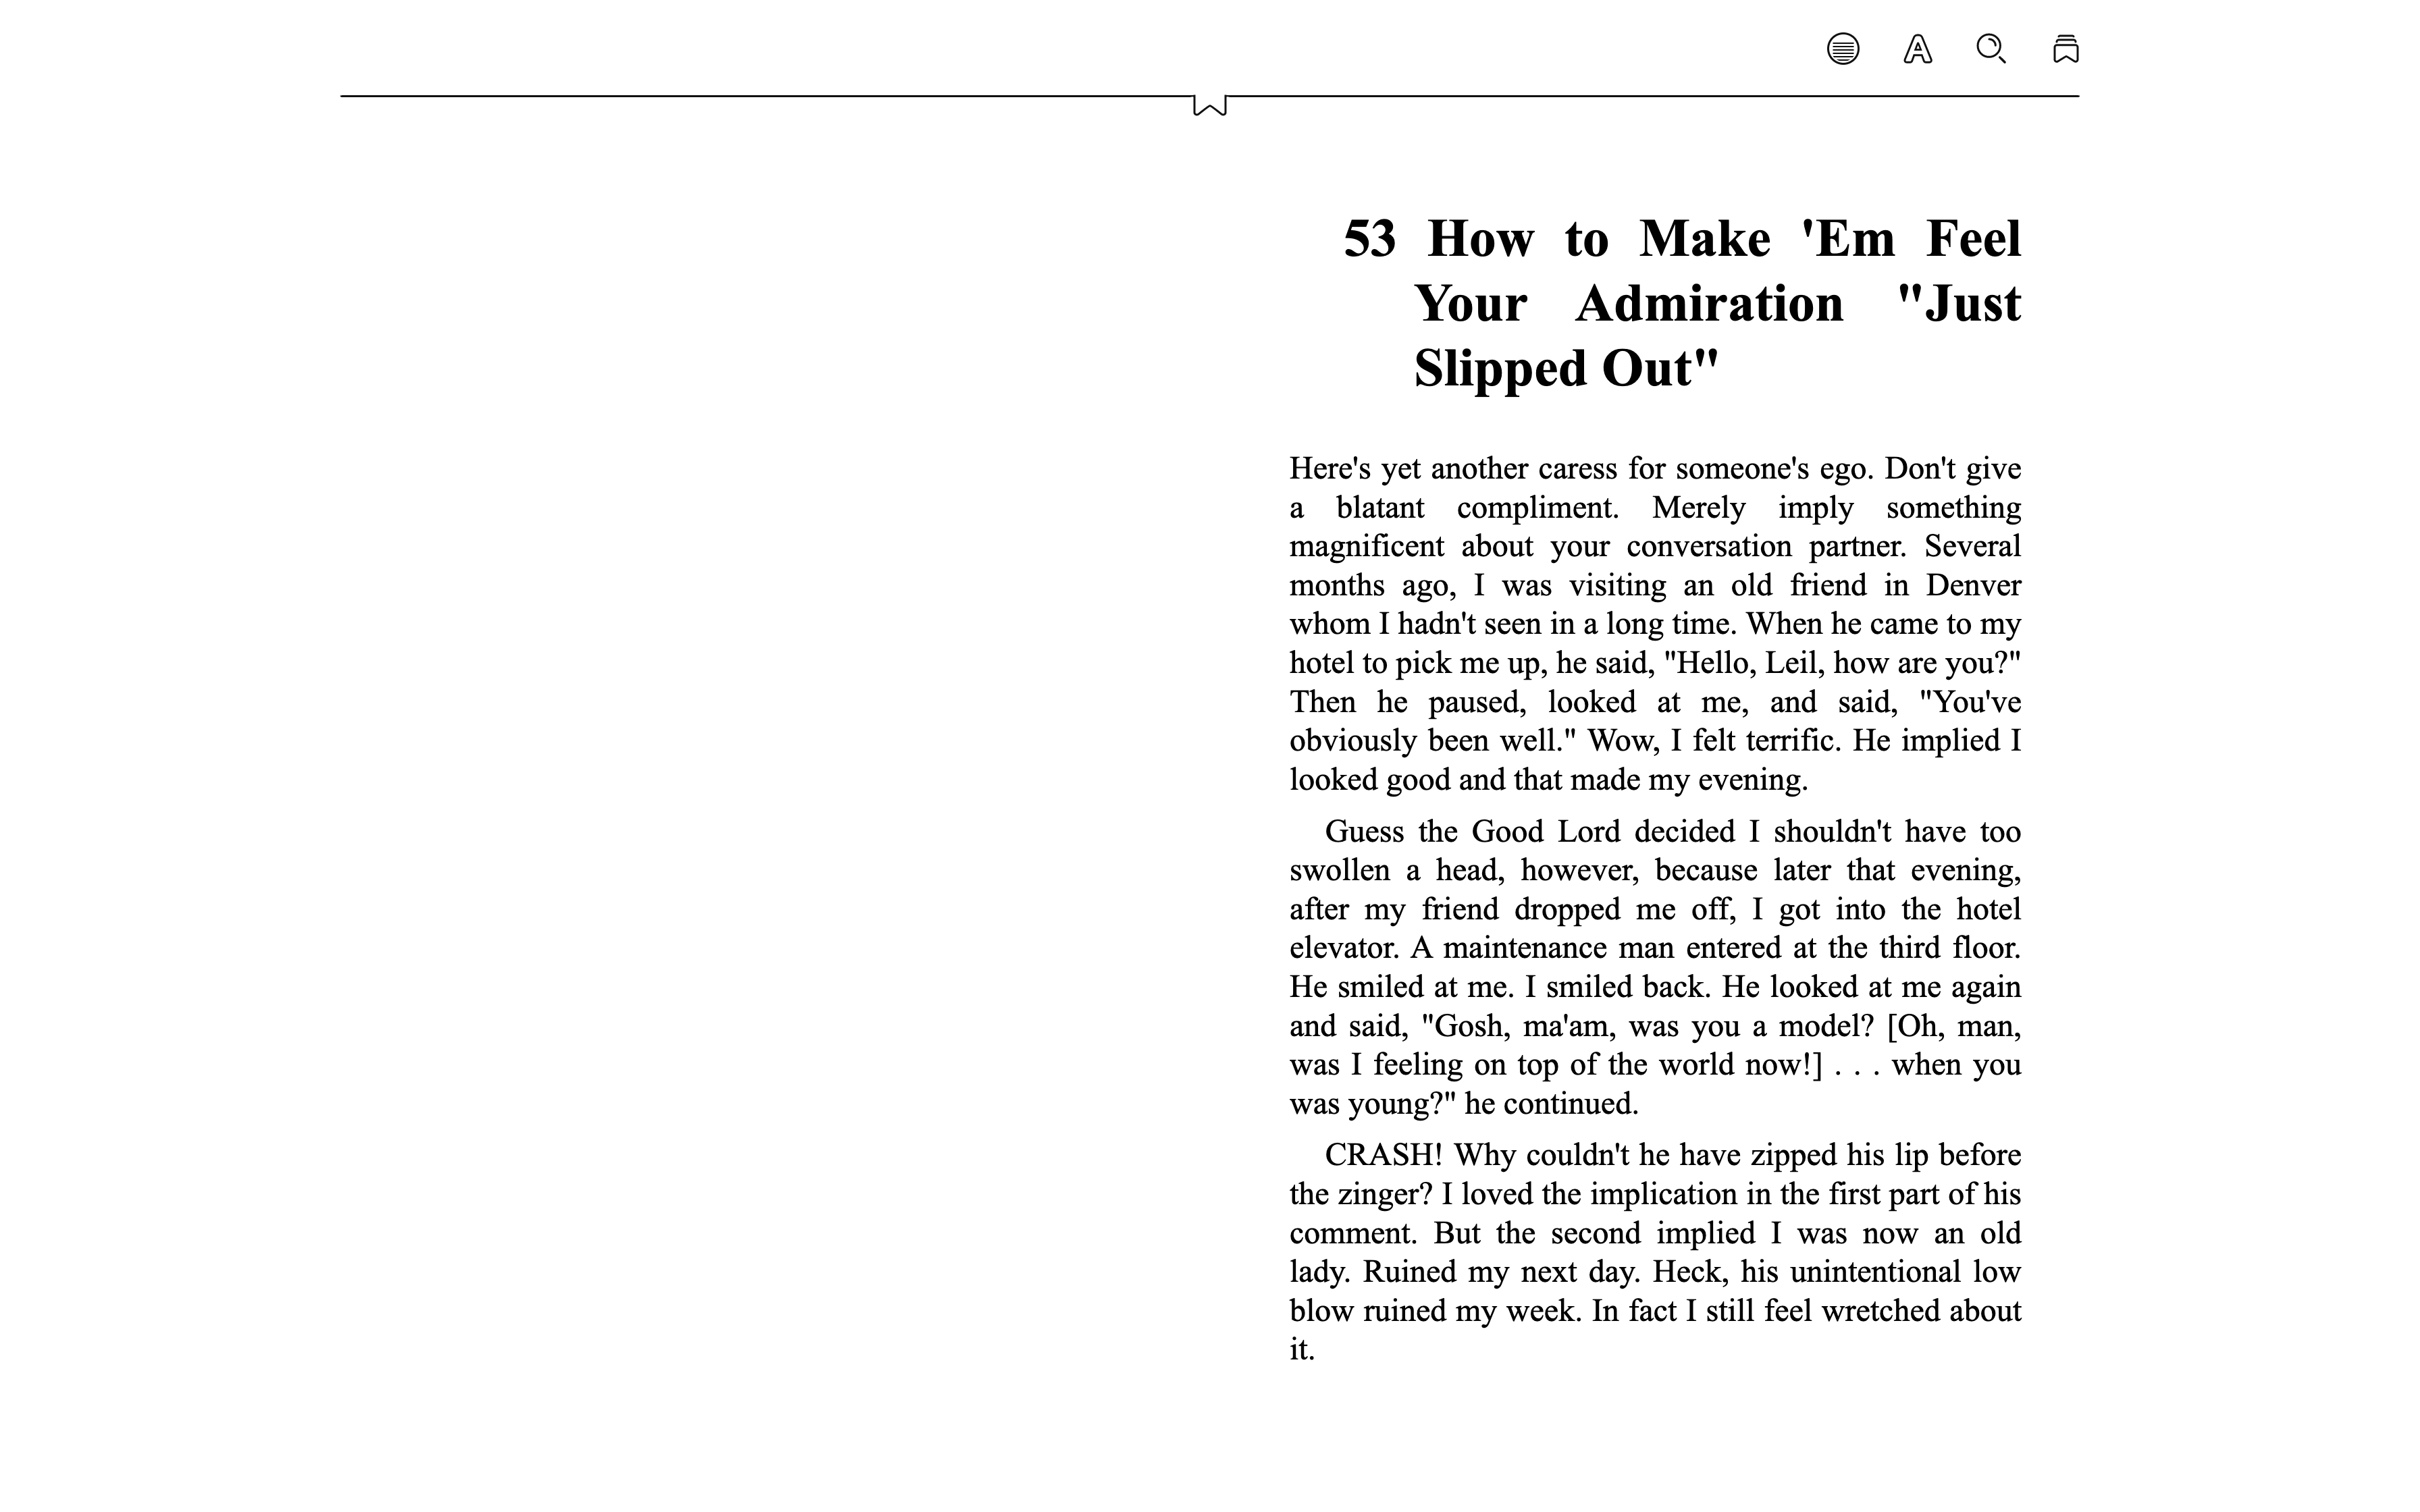 53 How to Make 'Em Feel
Your Admiration "Just
Slipped Out"
Here's yet another caress for someone's ego. Don't give
a blatant compliment. Merely imply something
magnificent about your conversation partner. Several
months ago, I was visiting an old friend in Denver
whom I hadn't seen in a long time. When he came to my
hotel to pick me up, he said, "Hello, Leil, how are you?"
Then he paused, looked at me, and said, "You've
obviously been well." Wow, I felt terrific. He implied I
looked good and that made my evening.
Guess the Good Lord decided I shouldn't have too
swollen a head, however, because later that evening,
after my friend dropped me off, I got into the hotel
elevator. A maintenance man entered at the third floor.
He smiled at me. I smiled back. He looked at me again
and said, "Gosh, ma'am, was you a model? [Oh, man,
was I feeling on top of the world now!] . . . when you
was young?" he continued.
CRASH! Why couldn't he have zipped his lip before
the zinger? I loved the implication in the first part of his
comment. But the second implied I was now an old
lady. Ruined my next day. Heck, his unintentional low
blow ruined my week. In fact I still feel wretched about
it.